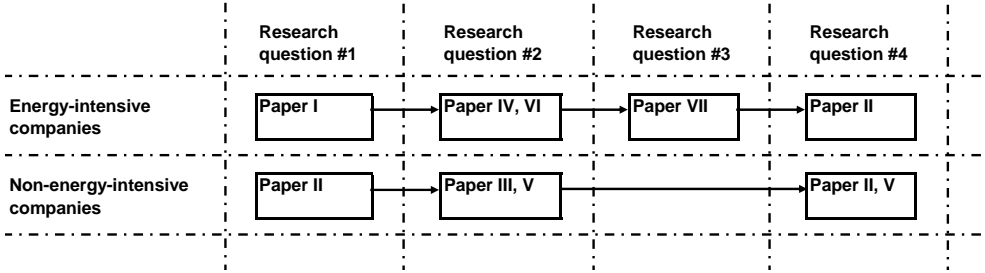 Research
question #1
Research
question #2
Research
question #3
Research
question #4
Energy-intensive
companies
Paper I
Paper IV, VI
Paper VII
Paper II
Non-energy-intensive
companies
Paper II
Paper III, V
Paper II, V